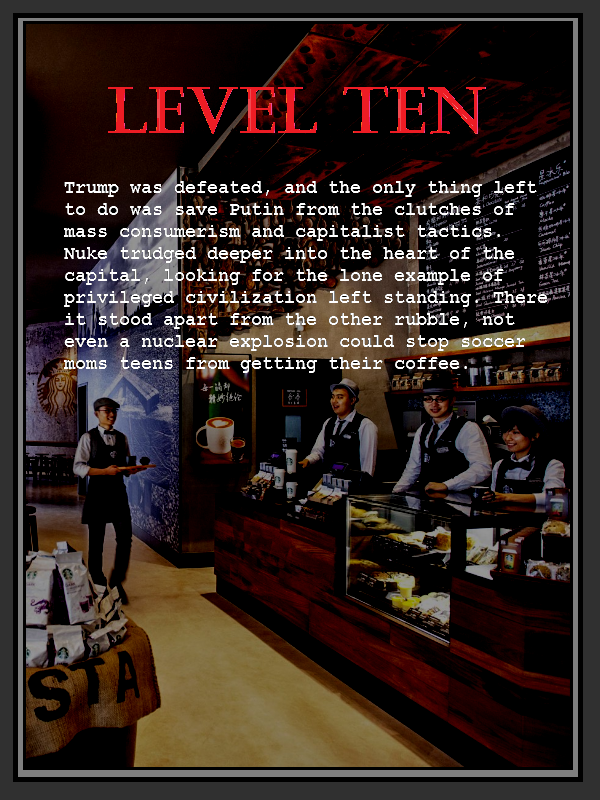 LEVEL TEN
Trump was defeated, and the only thing left
to do was save Putin from the clutches of
mass consumerism and capitalist tactics.
Nuke trudged deeper into the heart of the
capital, looking for the lone example of
privileged civilization left standing. There
it stood apart from the other rubble, not
even a nuclear explosion could stop soccer
moms teens from getting their coffee.
STA